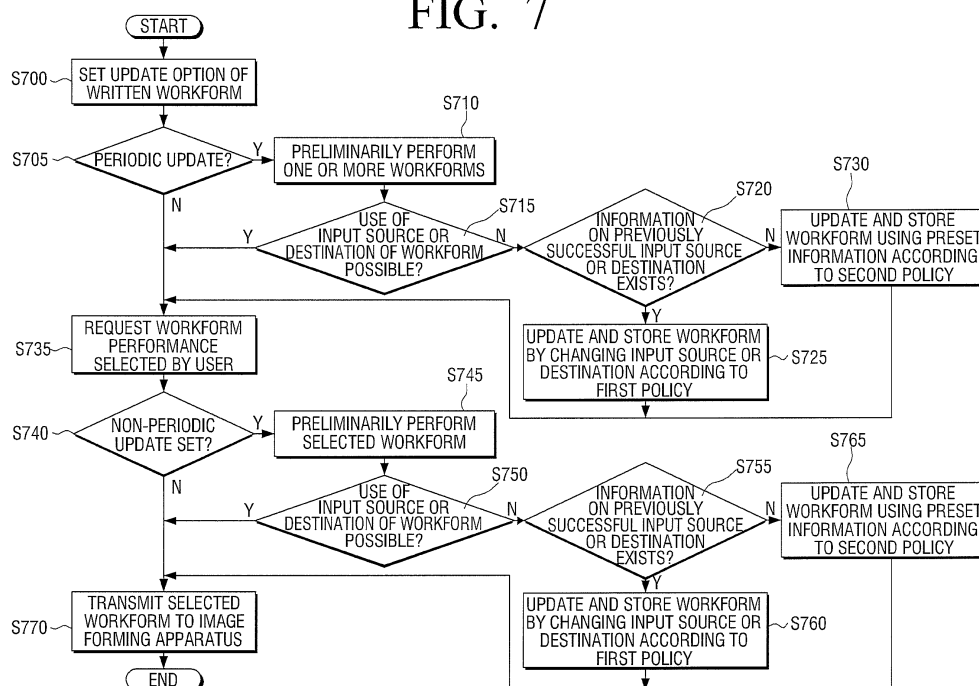 FIG. 7
START
S700
SET UPDATE OPTION OF
WRITTEN WORKFORM
S705
PERIODIC UPDATE?
Y
N
S710
PRELIMINARILY PERFORM
ONE OR MORE WORKFORMS
S715
USE OF
INPUT SOURCE OR
DESTINATION OF WORKFORM
POSSIBLE?
Y
N
S720
INFORMATION
ON PREVIOUSLY
SUCCESSFUL INPUT SOURCE
OR DESTINATION
EXISTS?
N
Y
S730
UPDATE AND STORE
WORKFORM USING PRESET
INFORMATION ACCORDING
TO SECOND POLICY
UPDATE AND STORE WORKFORM
BY CHANGING INPUT SOURCE OR
DESTINATION ACCORDING TO
FIRST POLICY
S725
S735
REQUEST WORKFORM
PERFORMANCE
SELECTED BY USER
S740
NON-PERIODIC
UPDATE SET?
Y
N
S745
PRELIMINARILY PERFORM
SELECTED WORKFORM
S750
USE OF
INPUT SOURCE OR
DESTINATION OF WORKFORM
POSSIBLE?
Y
N
S755
INFORMATION
ON PREVIOUSLY
SUCCESSFUL INPUT SOURCE
OR DESTINATION
EXISTS?
N
Y
S765
UPDATE AND STORE
WORKFORM USING PRESET
INFORMATION ACCORDING
TO SECOND POLICY
UPDATE AND STORE WORKFORM
BY CHANGING INPUT SOURCE OR
DESTINATION ACCORDING TO
FIRST POLICY
S760
S770
TRANSMIT SELECTED
WORKFORM TO IMAGE
FORMING APPARATUS
END